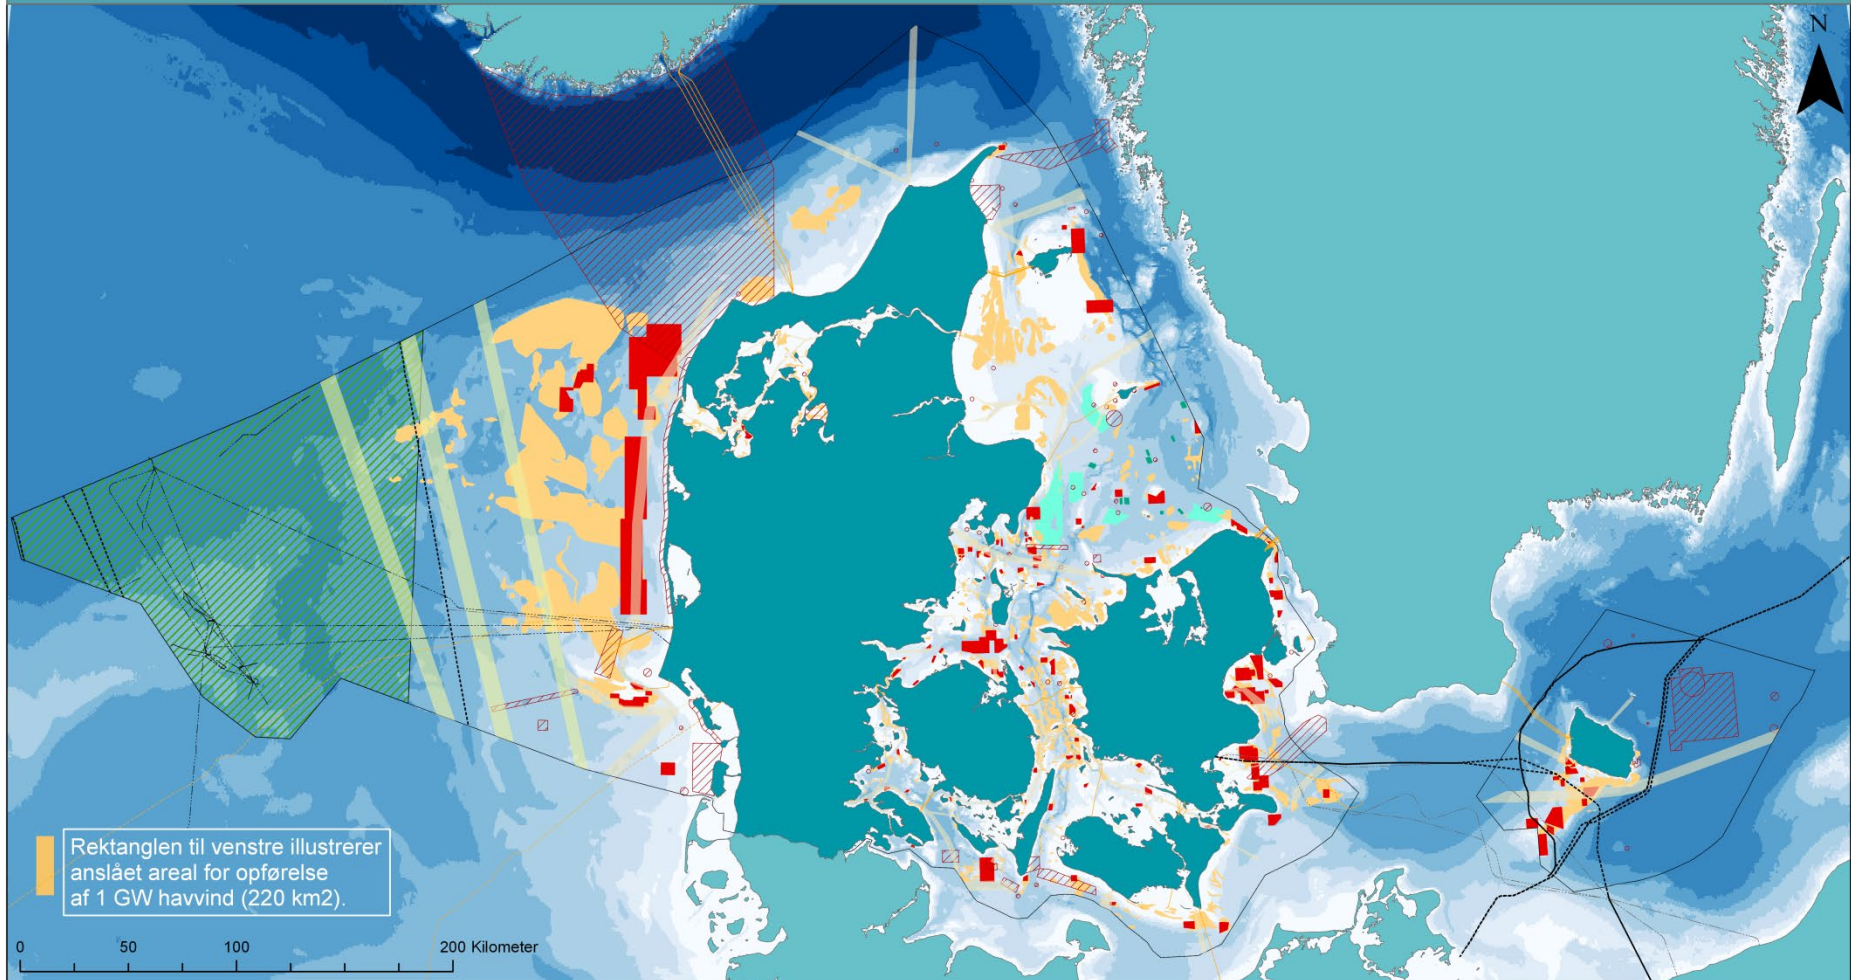 N
Rektanglen til venstre illustrerer
anslået areal for opførelse
af 1 GW havvind (220 km2).
0 50 100 200 Kilometer